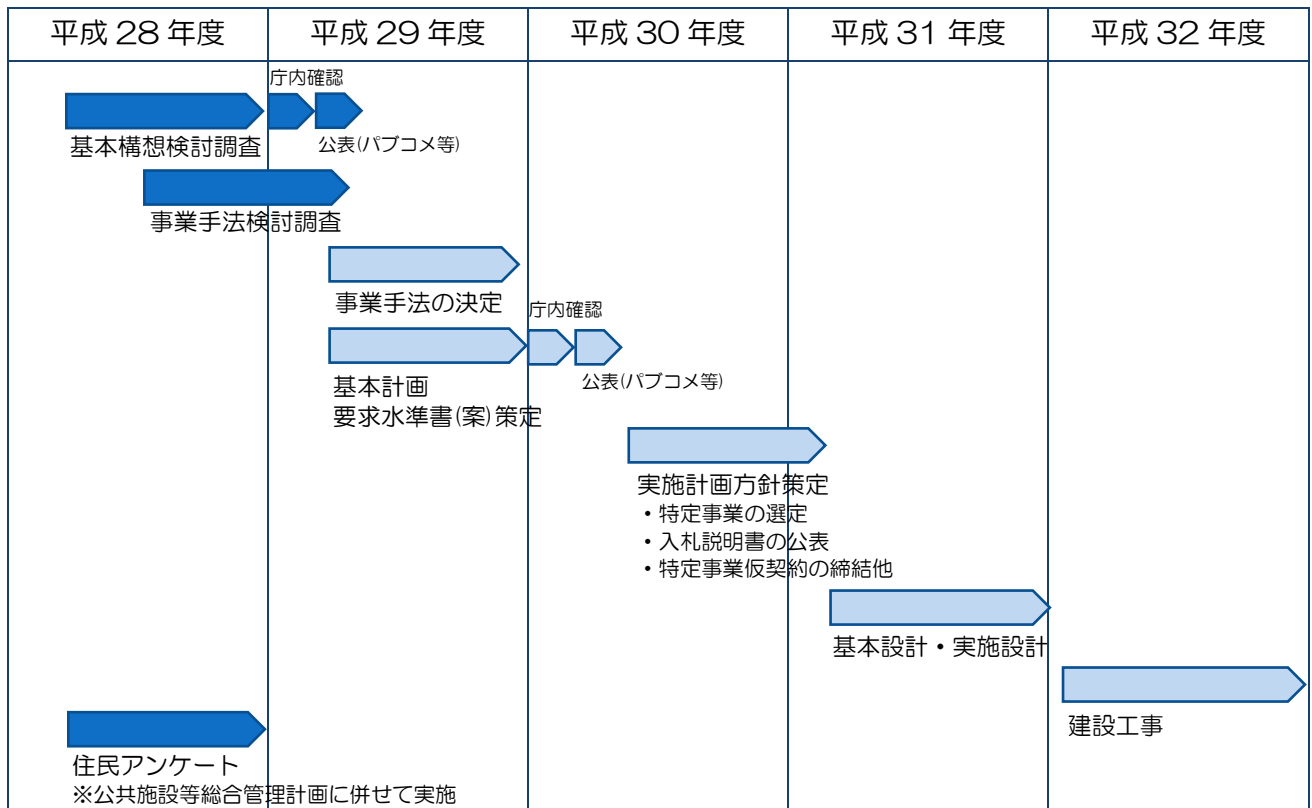 平成 28 年度
平成 29 年度
平成 30 年度
平成 31 年度
平成 32 年度
庁内確認
基本構想検討調査
公表(パブコメ等)
事業手法検討調査
事業手法の決定
庁内確認
基本計画
要求水準書(案)策定
公表(パブコメ等)
実施計画方針策定
・特定事業の選定
・入札説明書の公表
・特定事業仮契約の締結他
基本設計・実施設計
建設工事
住民アンケート
※公共施設等総合管理計画に併せて実施